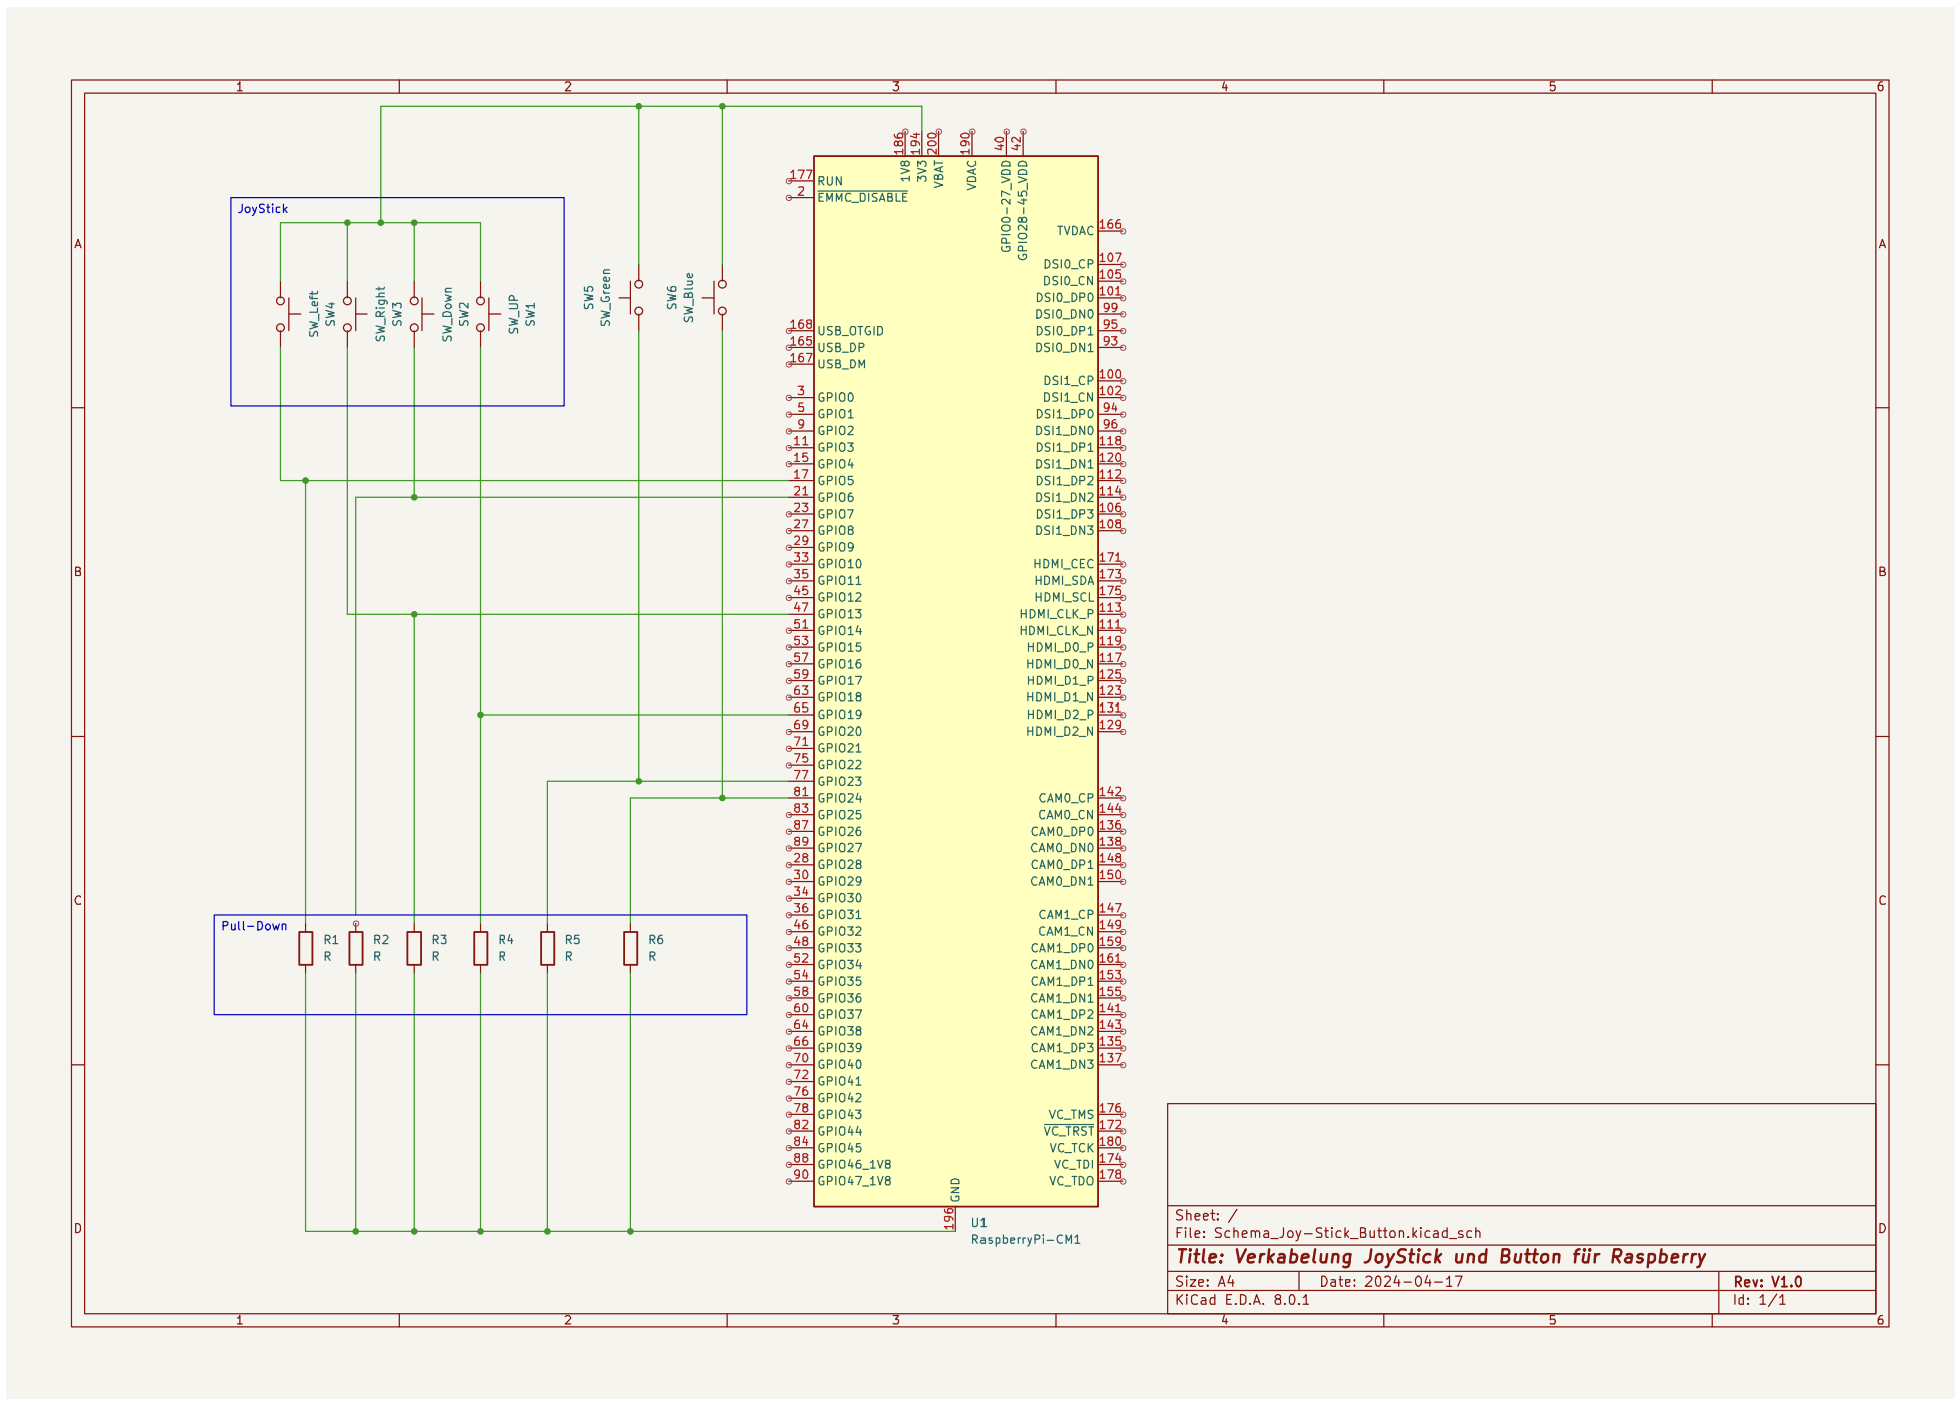 1 2 3 4 5 6
A A
B B
C C
D D
JoyStick
SW_Left
SW4
SW_Right
SW3
SW_Down
SW2
SW_UP
SW1
SW5
SW_Green
SW6
SW_Blue
Pull-Down
R1
R
R2
R
R3
R
R4
R
R5
R
R6
R
186 1V8
194 3V3
200 VBAT
190 VDAC
40 GPIO0-27_VDD
42 GPIO28-45_VDD
177 RUN
2 EMMC_DISABLE
168 USB_OTGID
165 USB_DP
167 USB_DM
3 GPIO0
5 GPIO1
9 GPIO2
11 GPIO3
15 GPIO4
17 GPIO5
21 GPIO6
23 GPIO7
27 GPIO8
29 GPIO9
33 GPIO10
35 GPIO11
45 GPIO12
47 GPIO13
51 GPIO14
53 GPIO15
57 GPIO16
59 GPIO17
63 GPIO18
65 GPIO19
69 GPIO20
71 GPIO21
75 GPIO22
77 GPIO23
81 GPIO24
83 GPIO25
87 GPIO26
89 GPIO27
28 GPIO28
30 GPIO29
34 GPIO30
36 GPIO31
46 GPIO32
48 GPIO33
52 GPIO34
54 GPIO35
58 GPIO36
60 GPIO37
64 GPIO38
66 GPIO39
70 GPIO40
72 GPIO41
76 GPIO42
78 GPIO43
82 GPIO44
84 GPIO45
88 GPIO46_1V8
90 GPIO47_1V8
TVDAC 166
DSI0_CP 107
DSI0_CN 105
DSI0_DP0 101
DSI0_DN0 99
DSI0_DP1 95
DSI0_DN1 93
DSI1_CP 100
DSI1_CN 102
DSI1_DP0 94
DSI1_DN0 96
DSI1_DP1 118
DSI1_DN1 120
DSI1_DP2 112
DSI1_DN2 114
DSI1_DP3 106
DSI1_DN3 108
HDMI_CEC 171
HDMI_SDA 173
HDMI_SCL 175
HDMI_CLK_P 113
HDMI_CLK_N 111
HDMI_D0_P 119
HDMI_D0_N 117
HDMI_D1_P 125
HDMI_D1_N 123
HDMI_D2_P 131
HDMI_D2_N 129
CAM0_CP 142
CAM0_CN 144
CAM0_DP0 136
CAM0_DN0 138
CAM0_DP1 148
CAM0_DN1 150
CAM1_CP 147
CAM1_CN 149
CAM1_DP0 159
CAM1_DN0 161
CAM1_DP1 153
CAM1_DN1 155
CAM1_DP2 141
CAM1_DN2 143
CAM1_DP3 135
CAM1_DN3 137
VC_TMS 176
VC_TRST 172
VC_TCK 180
VC_TDI 174
VC_TDO 178
GND 196
U1
RaspberryPi-CM1
Sheet: /
File: Schema_Joy-Stick_Button.kicad_sch
Title: Verkabelung JoyStick und Button für Raspberry
Size: A4 Date: 2024-04-17 Rev: V1.0
KiCad E.D.A. 8.0.1 Id: 1/1
1 2 3 4 5 6